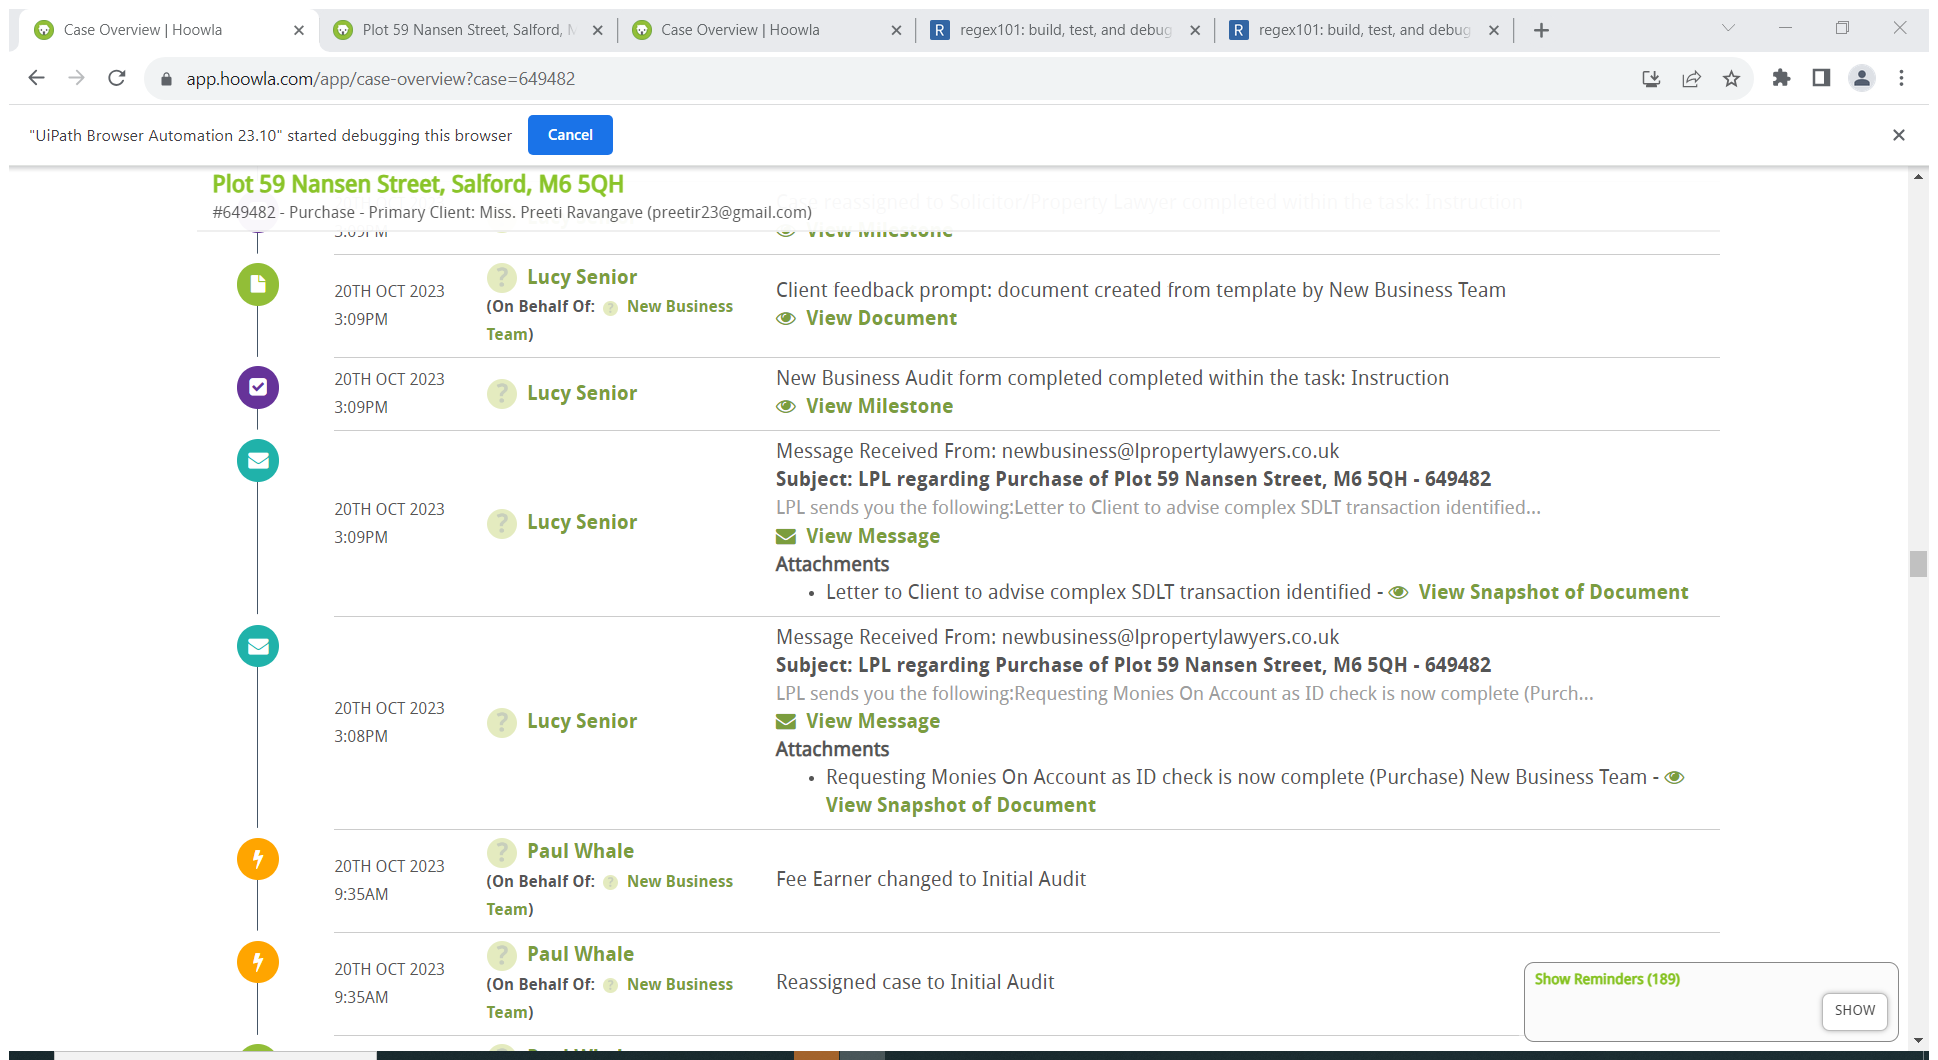 Case Overview | Hoowla
Plot 59 Nansen Street, Salford, M
Case Overview | Hoowla
R regex101: build, test, and debug
R regex101: build, test, and debug
app.hoowla.com/app/case-overview?case=649482
"UiPath Browser Automation 23.10" started debugging this browser
Cancel
Plot 59 Nansen Street, Salford, M6 5QH
#649482 - Purchase - Primary Client: Miss. Preeti Ravangave (preetir23@gmail.com)
Case reassigned to Solicitor/Property Lawyer completed within the task: Instruction
3:09PM
View Milestone
20TH OCT 2023
3:09PM
Lucy Senior
(On Behalf Of: New Business
Team)
Client feedback prompt: document created from template by New Business Team
View Document
20TH OCT 2023
3:09PM
Lucy Senior
New Business Audit form completed completed within the task: Instruction
View Milestone
20TH OCT 2023
3:09PM
Lucy Senior
Message Received From: newbusiness@lpropertylawyers.co.uk
Subject: LPL regarding Purchase of Plot 59 Nansen Street, M6 5QH - 649482
LPL sends you the following:Letter to Client to advise complex SDLT transaction identified...
View Message
Attachments
• Letter to Client to advise complex SDLT transaction identified - View Snapshot of Document
20TH OCT 2023
3:08PM
Lucy Senior
Message Received From: newbusiness@lpropertylawyers.co.uk
Subject: LPL regarding Purchase of Plot 59 Nansen Street, M6 5QH - 649482
LPL sends you the following:Requesting Monies On Account as ID check is now complete (Purch...
View Message
Attachments
• Requesting Monies On Account as ID check is now complete (Purchase) New Business Team -
View Snapshot of Document
20TH OCT 2023
9:35AM
Paul Whale
(On Behalf Of: New Business
Team)
Fee Earner changed to Initial Audit
20TH OCT 2023
9:35AM
Paul Whale
(On Behalf Of: New Business
Team)
Reassigned case to Initial Audit
Show Reminders (189)
SHOW